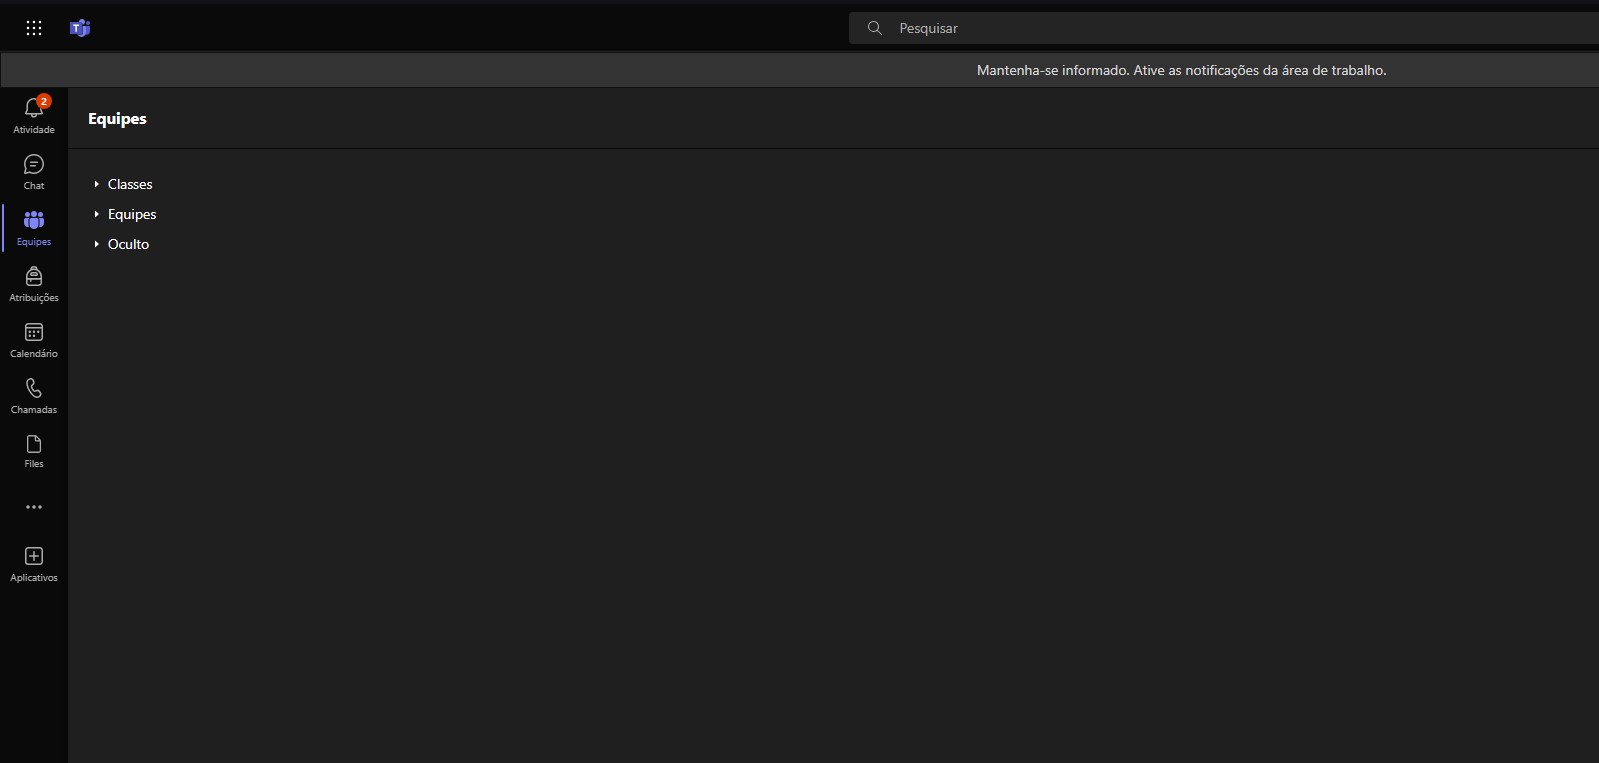 T
Pesquisar
Mantenha-se informado. Ative as notificações da área de trabalho.
2
Atividade
Chat
Equipes
Atribuições
Calendário
Chamadas
Files
Aplicativos
Equipes
Classes
Equipes
Oculto